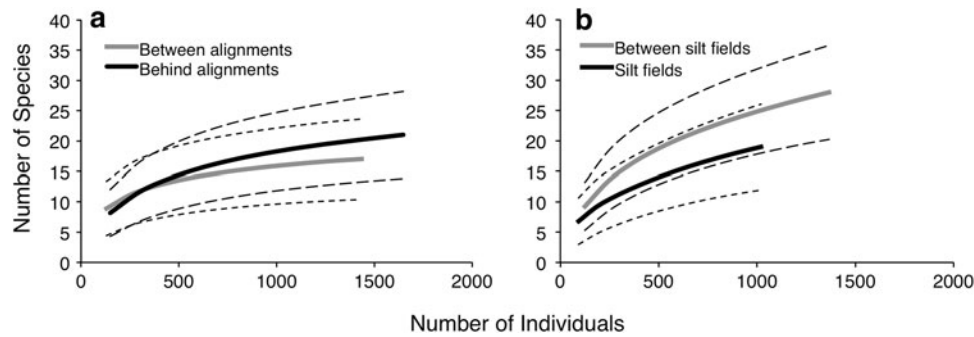 a
Number of Species
40
35
30
25
20
15
10
5
0
Between alignments
Behind alignments
0 500 1000 1500 2000
b
40
35
30
25
20
15
10
5
0
Between silt fields
Silt fields
0 500 1000 1500 2000
Number of Individuals